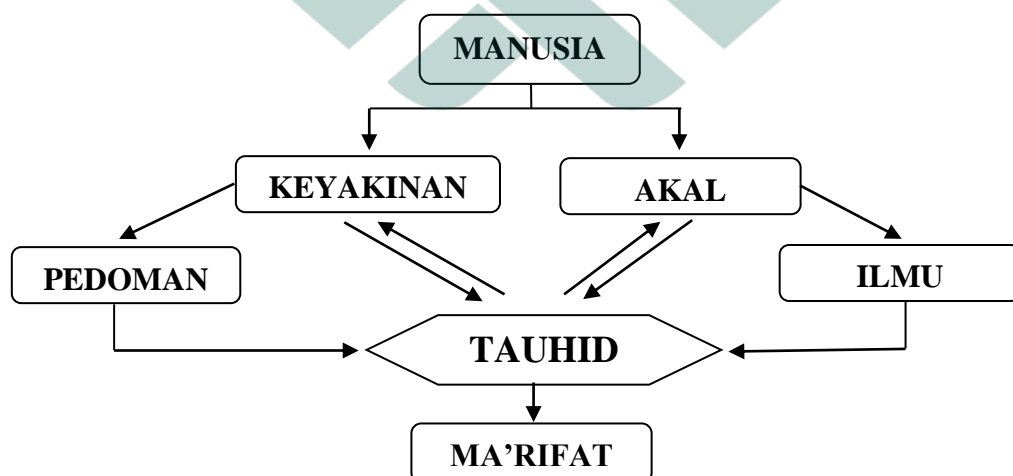 MANUSIA
KEYAKINAN
AKAL
PEDOMAN
ILMU
TAUHID
MA’RIFAT